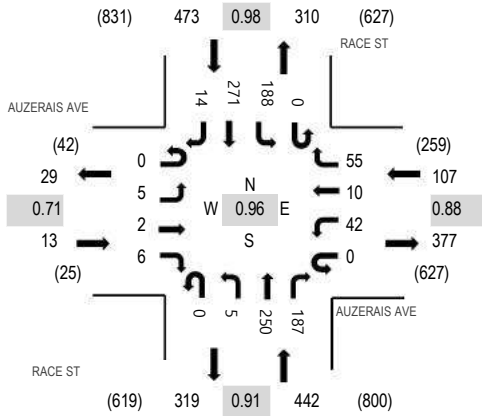 (831) 473 0.98 310 (627)
RACE ST
14 271 188 0
AUZERAIS AVE
(42) (259)
0 55
29 107
5 N 10
0.71 W 0.96 E 0.88
2 42
13 S 377
6 0
(25) (627)
0 5 250 187
AUZERAIS AVE
RACE ST
(619) 319 0.91 442 (800)